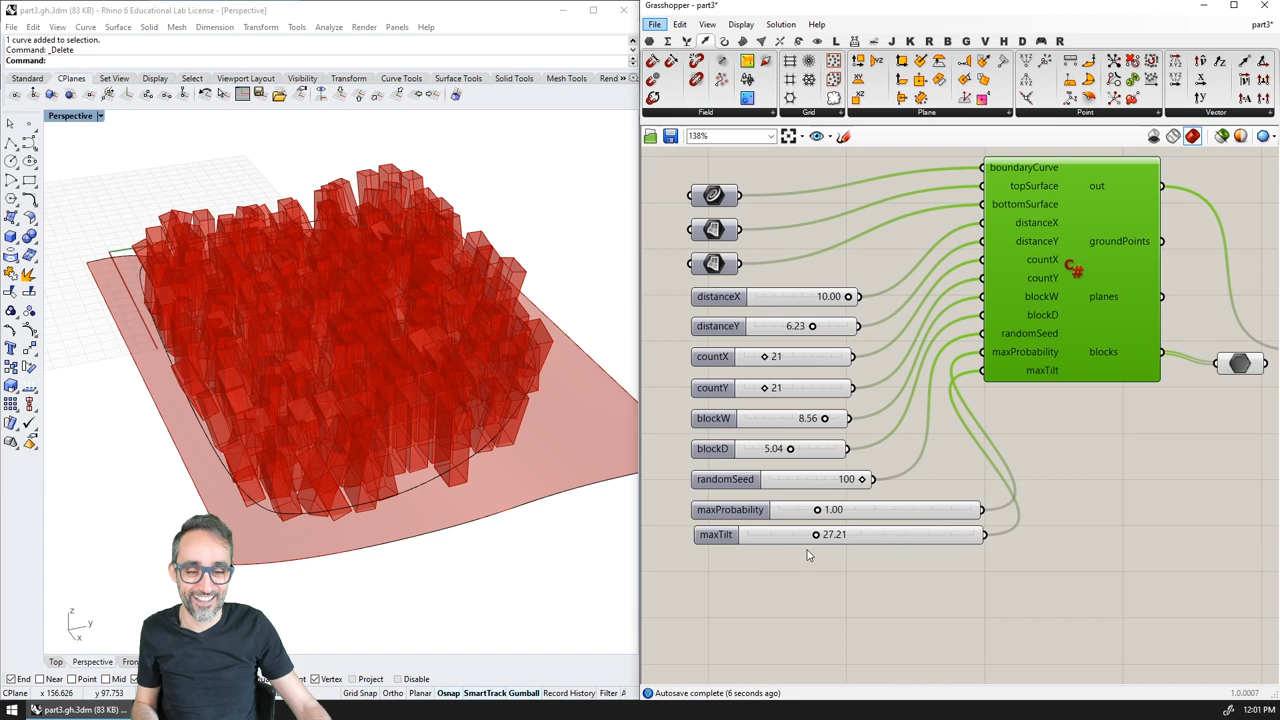 part3.gh.3dm (83 KB) - Rhino 6 Educational Lab License - [Perspective]
File Edit View Curve Surface Solid Mesh Dimension Transform Tools Analyze Render Panels Help
1 curve added to selection.
Command: _Delete
Command:
Standard CPlanes Set View Display Select Viewport Layout Visibility Transform Curve Tools Surface Tools Solid Tools Mesh Tools Rend
Perspective
z
y
x
Top Perspective Fron
End Near Point Mid Vertex Project Disable
CPlane x 156.626 y 97.753 Grid Snap Ortho Planar Osnap SmartTrack Gumball Record History Filter
part3.gh.3dm (83 KB) ...
Grasshopper - part3*
File Edit View Display Solution Help part3*
J K R B G V H D R
Field Grid Plane Point Vector
138%
boundaryCurve
topSurface out
bottomSurface
distanceX
distanceY groundPoints
countX
countY
C#
blockW planes
blockD
randomSeed
maxProbability blocks
maxTilt
distanceX 10.00
distanceY 6.23
countX 21
countY 21
blockW 8.56
blockD 5.04
randomSeed 100
maxProbability 1.00
maxTilt 27.21
Autosave complete (6 seconds ago) 1.0.0007
12:01 PM